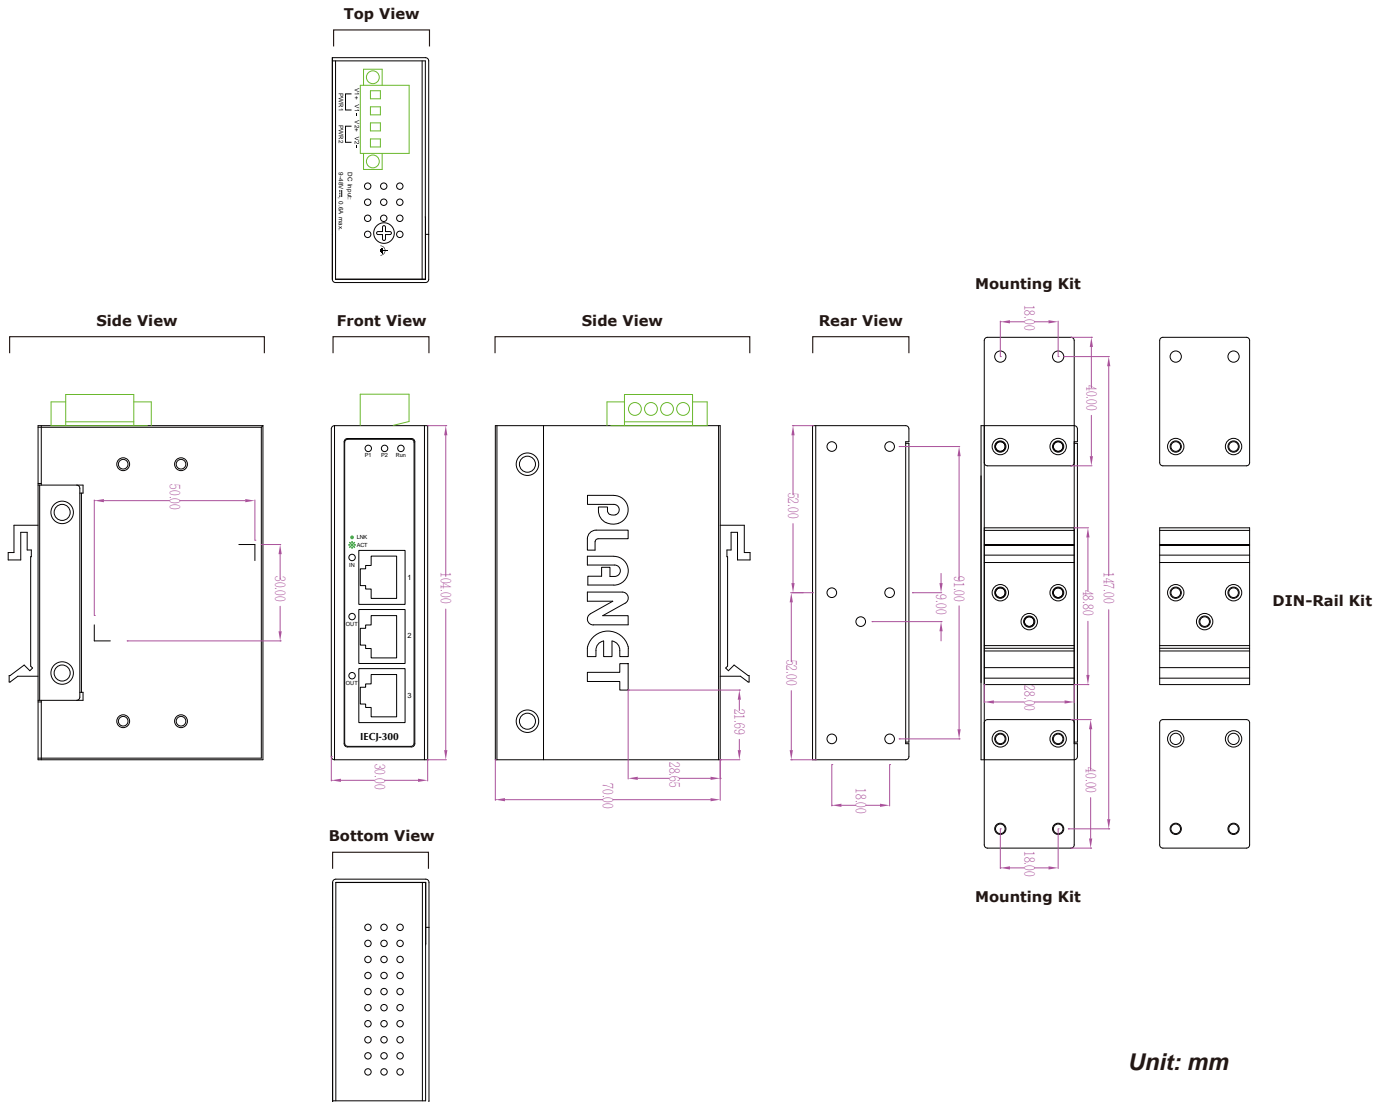 Top View
V1+ V1- V2+ V2-
PWR1 PWR2
DC Input:
9-48V⎓, 0.6A max.
Mounting Kit
Side View
Front View
Side View
Rear View
18.00
40.00
P1 P2 Run
50.00
30.00
LNK
ACT
IN
1
OUT
2
OUT
3
IECJ-300
104.00
30.00
PLANET
21.69
28.65
70.00
52.00
52.00
91.00
9.00
18.00
147.00
48.80
28.00
DIN-Rail Kit
40.00
18.00
Bottom View
Mounting Kit
Unit: mm